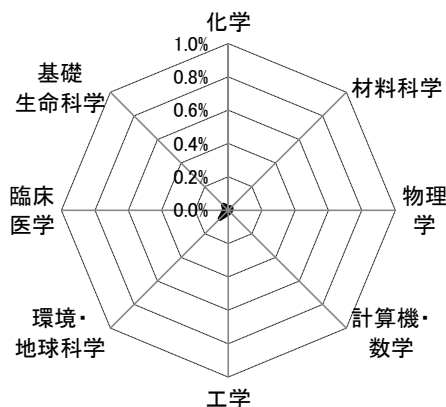 化学
1.0%
0.8%
0.6%
0.4%
0.2%
0.0%
基礎
生命科学
材料科学
臨床
医学
物理
学
環境・
地球科学
計算機・
数学
工学